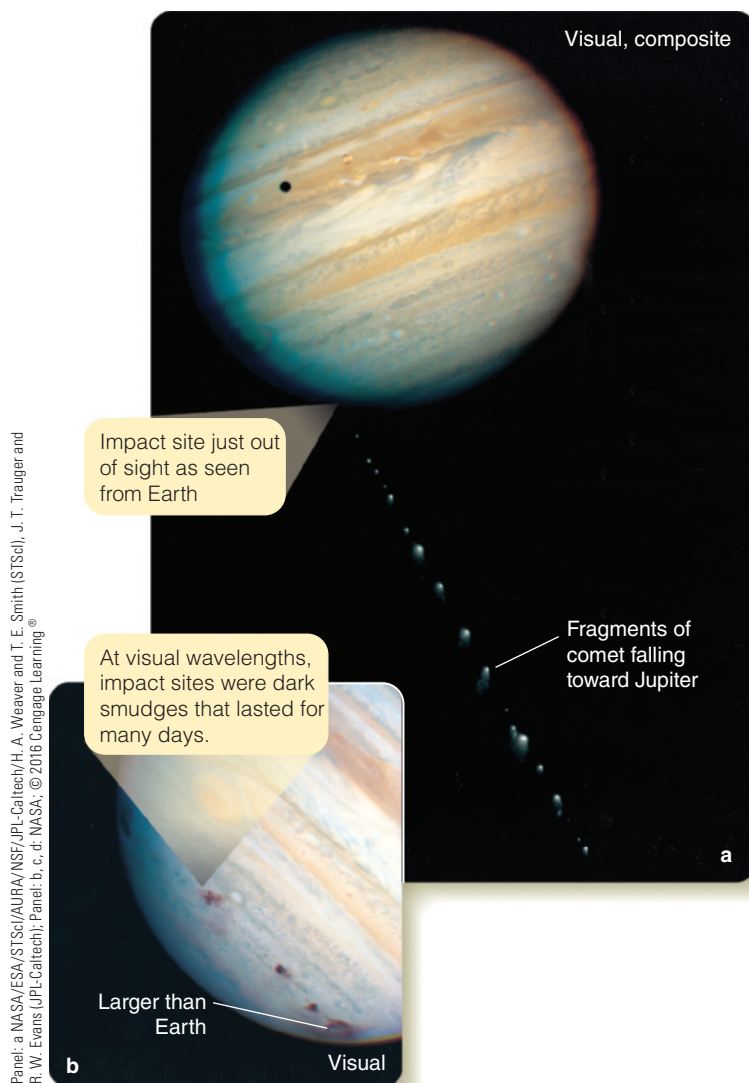 Visual, composite
Impact site just out
of sight as seen
from Earth
Fragments of
comet falling
toward Jupiter
a
At visual wavelengths,
impact sites were dark
smudges that lasted for
many days.
Larger than
Earth
b
Visual
Panel: a NASA/ESA/STScI/AURA/NSF/JPL-Caltech/H. A. Weaver and T. E. Smith (STScI), J. T. Trauger and
R. W. Evans (JPL-Caltech); Panel: b, c, d: NASA; © 2016 Cengage Learning®